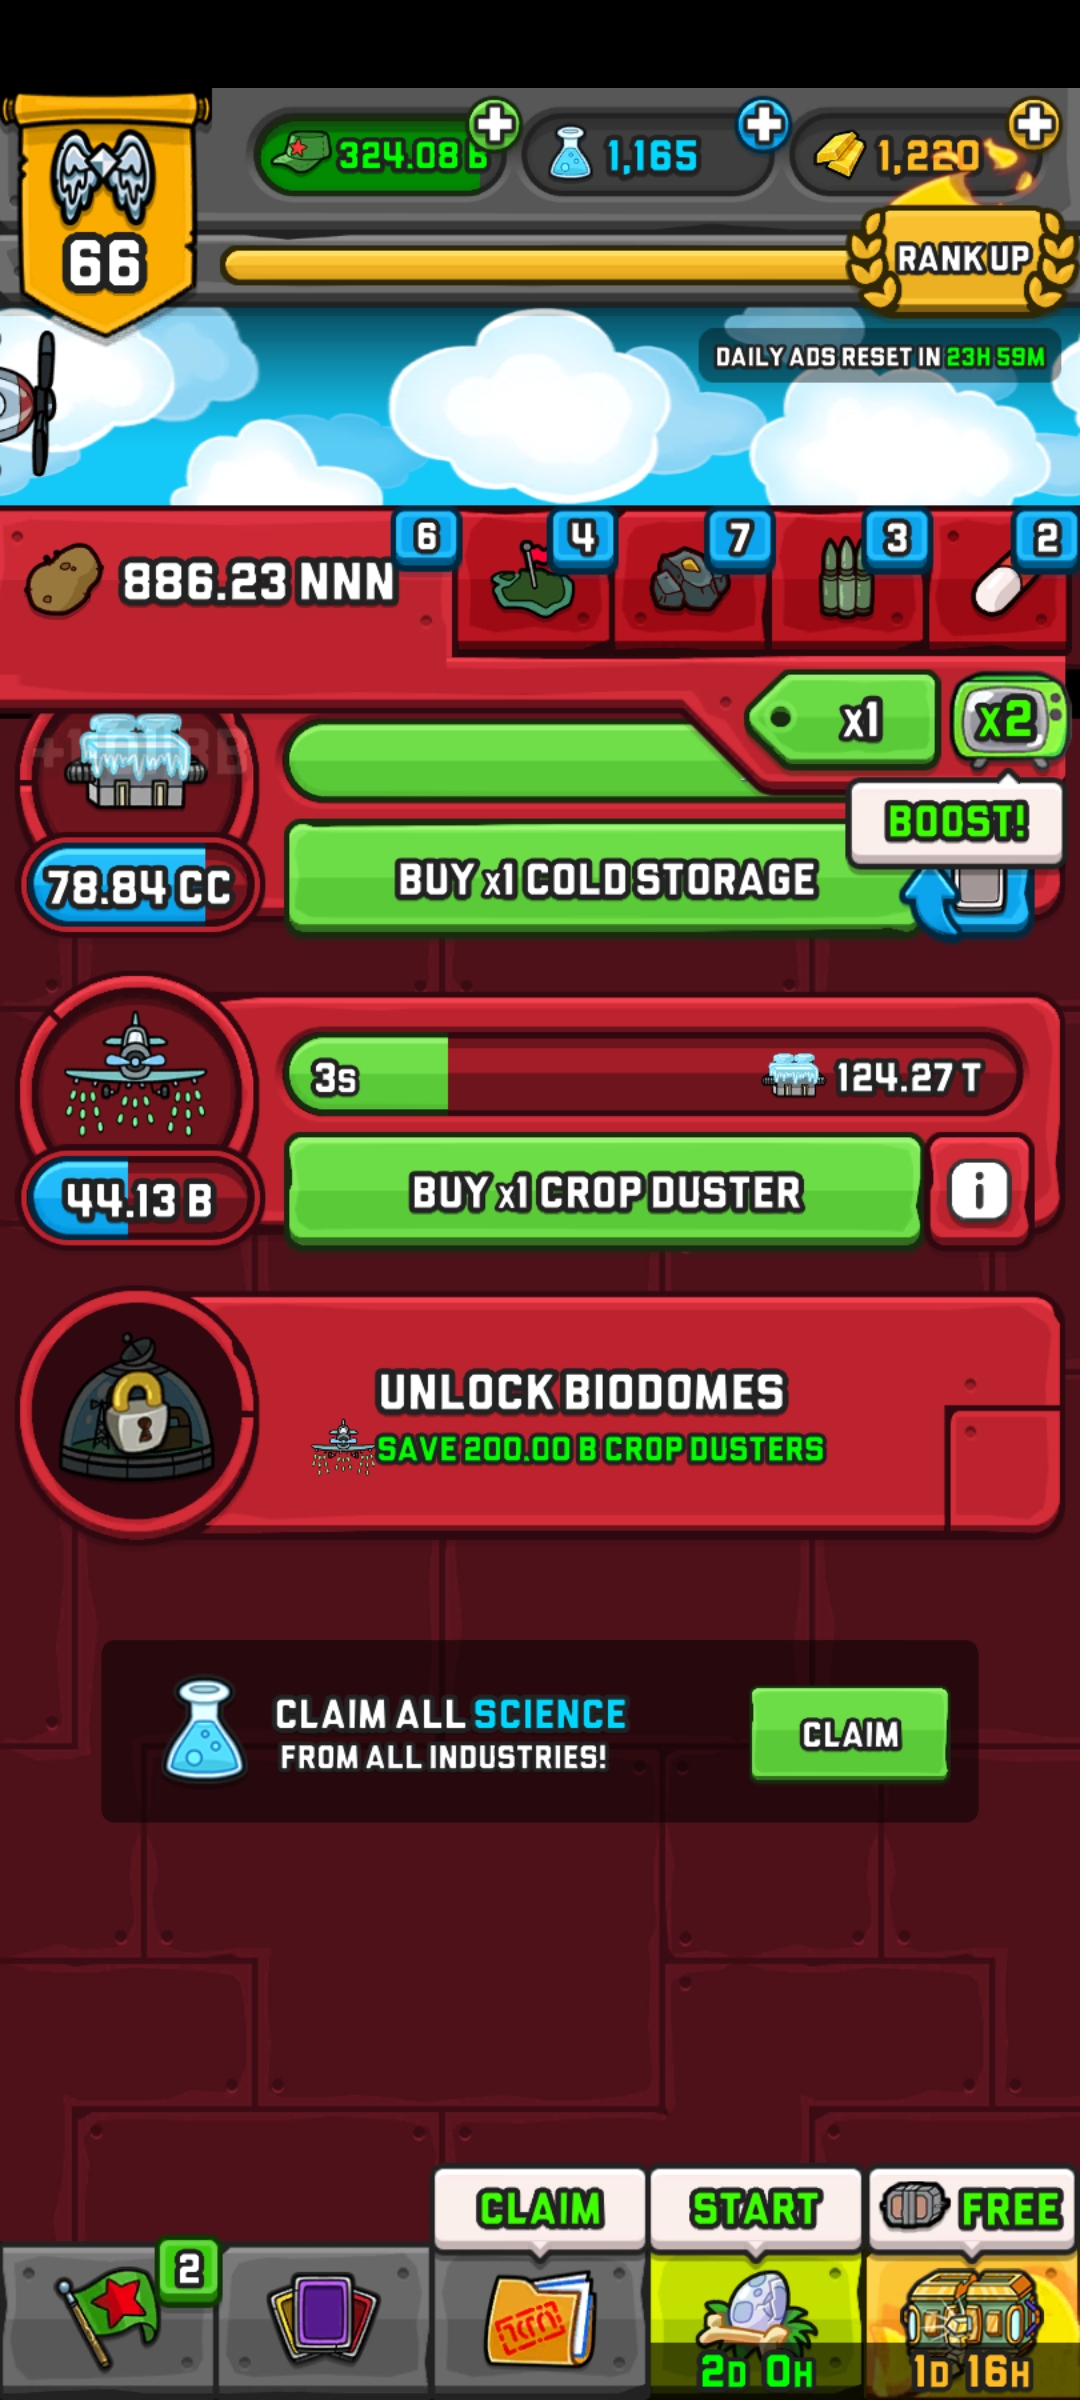 66
324.08 B
1,165
1,220
RANK UP
DAILY ADS RESET IN 23H 59M
886.23 NNN
6
4
7
3
2
x1
x2
BOOST!
78.84 CC
BUY x1 COLD STORAGE
3s
124.27 T
44.13 B
BUY x1 CROP DUSTER
i
UNLOCK BIODOMES
SAVE 200.00 B CROP DUSTERS
CLAIM ALL SCIENCE
FROM ALL INDUSTRIES!
CLAIM
CLAIM
START
FREE
2
2D 0H
1D 16H